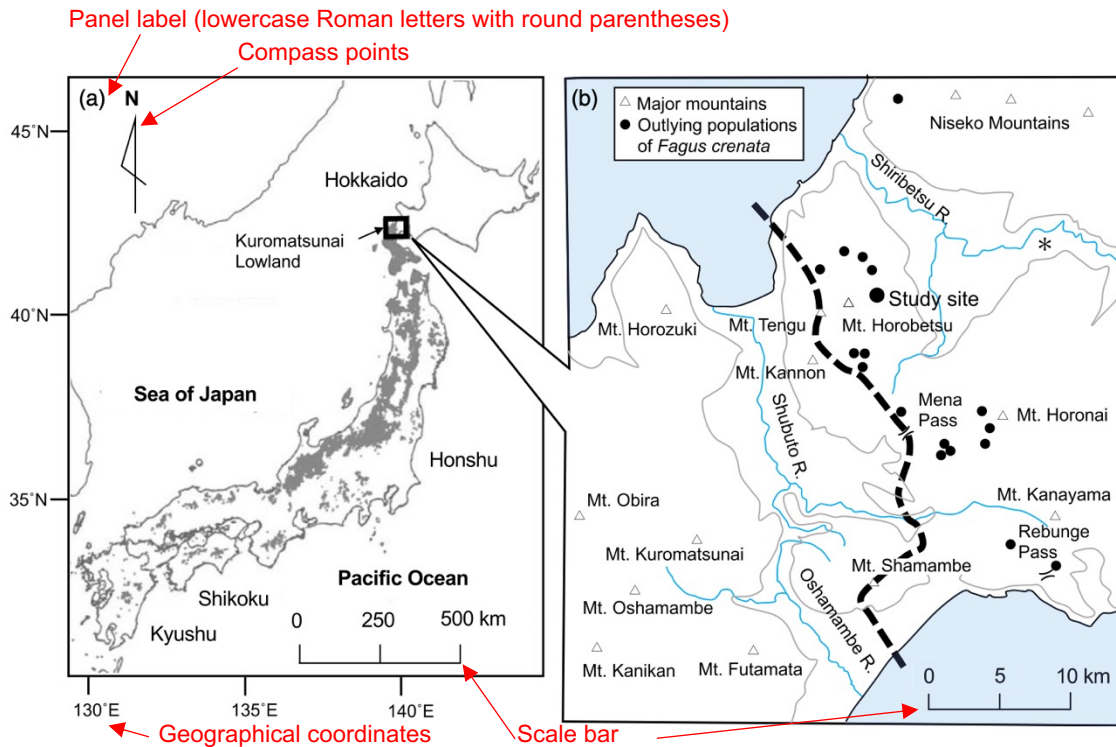 Panel label (lowercase Roman letters with round parentheses)
Compass points
(a)
N
45°N
40°N
35°N
130°E
135°E
140°E
Hokkaido
Kuromatsunai
Lowland
Sea of Japan
Honshu
Pacific Ocean
Shikoku
Kyushu
0 250 500 km
(b)
△ Major mountains
● Outlying populations
of Fagus crenata
Niseko Mountains
Shiribetsu R.
*
Study site
Mt. Horozuki
Mt. Tengu
Mt. Horobetsu
Mt. Kannon
Mena
Pass
Mt. Horonai
Shubuto R.
Mt. Obira
Mt. Kanayama
Mt. Kuromatsunai
Rebunge
Pass
Mt. Shamambe
Mt. Oshamambe
Oshamambe R.
Mt. Kanikan
Mt. Futamata
0 5 10 km
Geographical coordinates
Scale bar